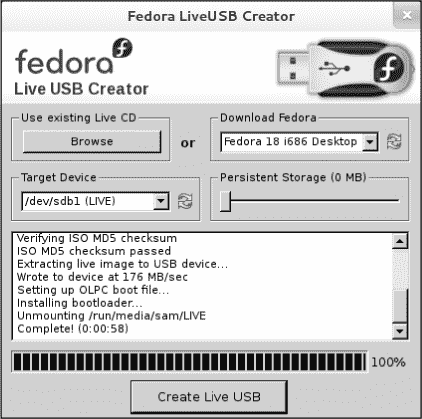 Fedora LiveUSB Creator
fedora
Live USB Creator
Use existing Live CD
Browse
or
Download Fedora
Fedora 18 i686 Desktop
Target Device
/dev/sdb1 (LIVE)
Persistent Storage (0 MB)
Verifying ISO MD5 checksum
ISO MD5 checksum passed
Extracting live image to USB device...
Wrote to device at 176 MB/sec
Setting up OLPC boot file...
Installing bootloader...
Unmounting /run/media/sam/LIVE
Complete! (0:00:58)
100%
Create Live USB